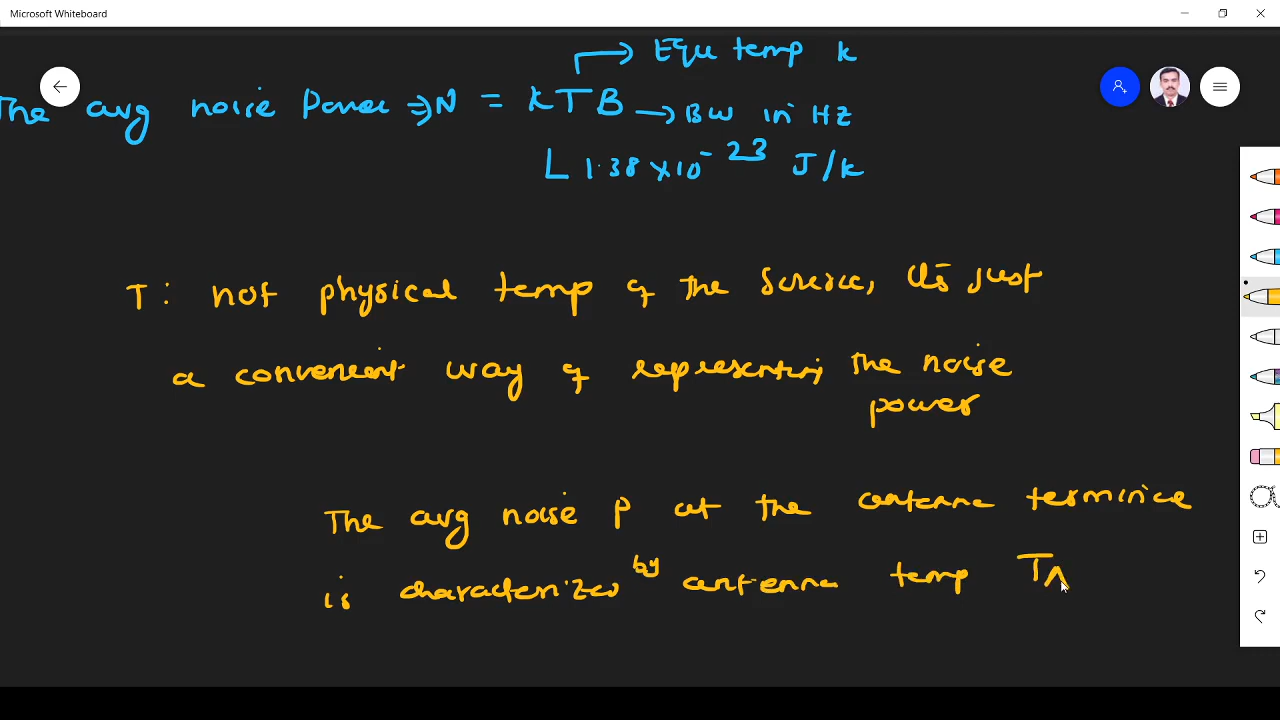 Microsoft Whiteboard
Equ temp k
The avg noise Power ⇒ N = kTB → BW in Hz
1.38 × 10⁻²³ J/k
T : not physical temp of the source, It's just
a convenient way of representing the noise
power
The avg noise P at the antenna terminal
is characterized by antenna temp TA